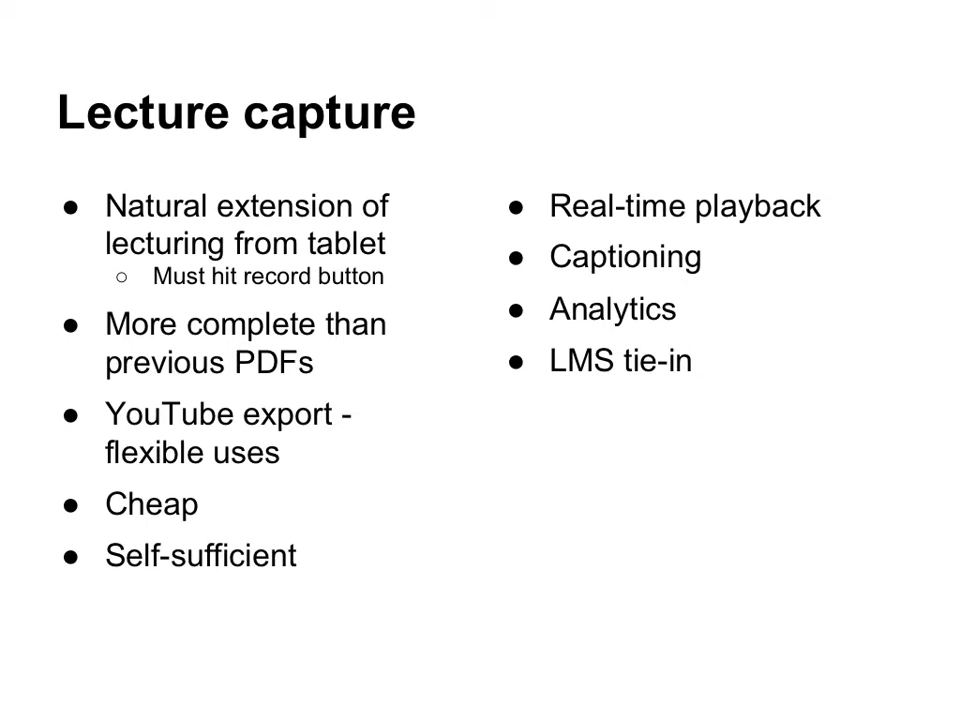 Lecture capture
● Natural extension of
lecturing from tablet
○ Must hit record button
● More complete than
previous PDFs
● YouTube export -
flexible uses
● Cheap
● Self-sufficient
● Real-time playback
● Captioning
● Analytics
● LMS tie-in